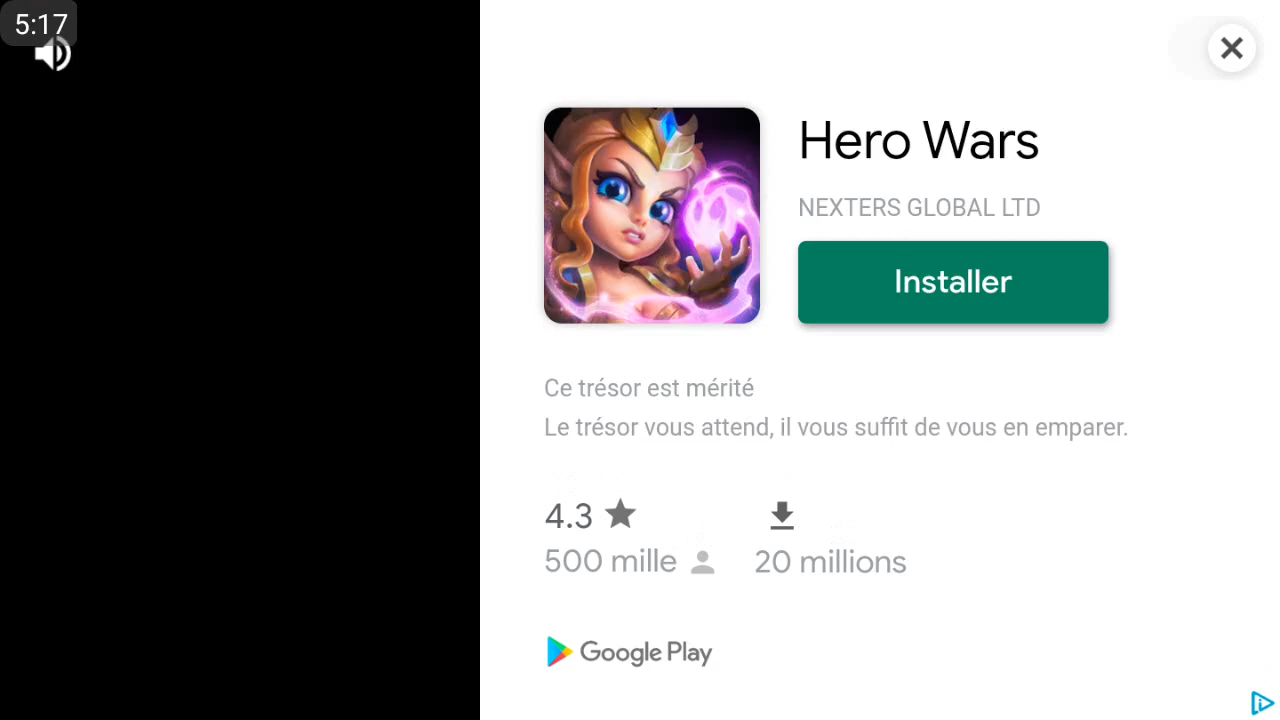 5:17
Hero Wars
NEXTERS GLOBAL LTD
Installer
Ce trésor est mérité
Le trésor vous attend, il vous suffit de vous en emparer.
4.3
500 mille
20 millions
Google Play